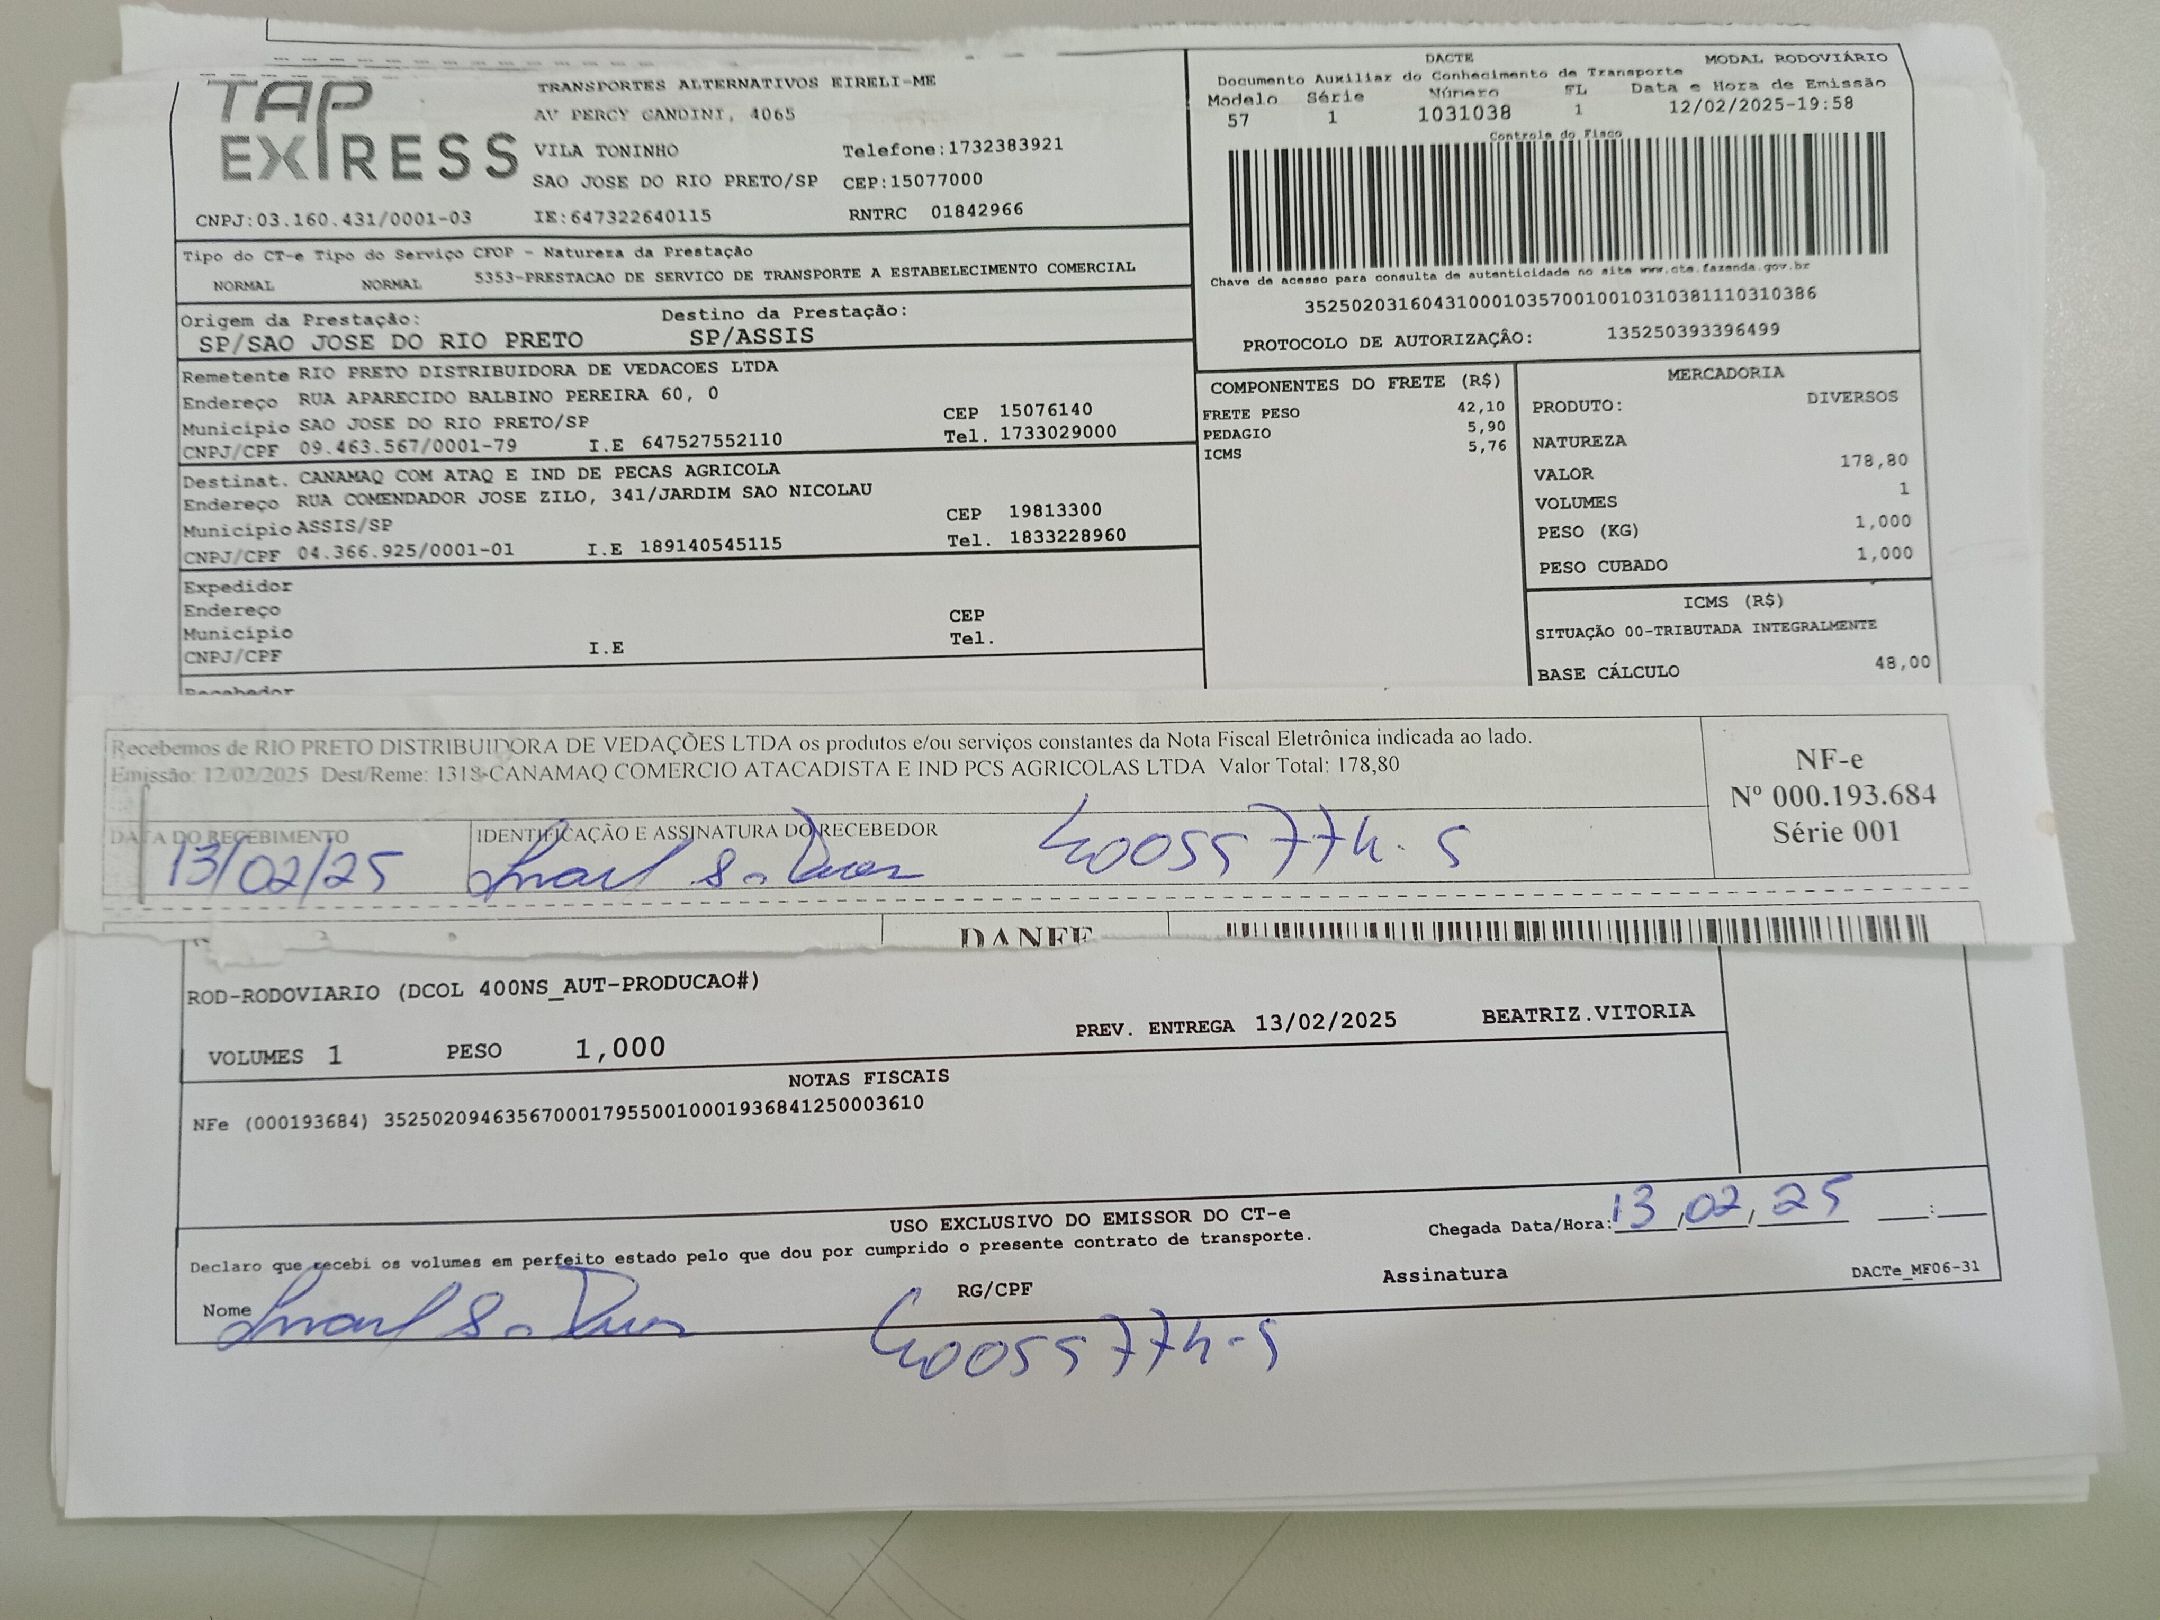 TAP EXPRESS
TRANSPORTES ALTERNATIVOS EIRELI-ME
AV PERCY GANDINI, 4065
VILA TONINHO Telefone:1732383921
SAO JOSE DO RIO PRETO/SP CEP:15077000
CNPJ:03.160.431/0001-03 IE:647322640115 RNTRC 01842966
DACTE MODAL RODOVIÁRIO
Documento Auxiliar do Conhecimento de Transporte
Modelo Série Número FL Data e Hora de Emissão
57 1 1031038 1 12/02/2025-19:58
Controle do Fisco
Chave de acesso para consulta de autenticidade no site www.cte.fazenda.gov.br
35250203160431000103570010010310381110310386
PROTOCOLO DE AUTORIZAÇÂO: 135250393396499
Tipo do CT-e Tipo do Serviço CFOP - Natureza da Prestação
NORMAL NORMAL 5353-PRESTACAO DE SERVICO DE TRANSPORTE A ESTABELECIMENTO COMERCIAL
Origem da Prestação: Destino da Prestação:
SP/SAO JOSE DO RIO PRETO SP/ASSIS
Remetente RIO PRETO DISTRIBUIDORA DE VEDACOES LTDA
Endereço RUA APARECIDO BALBINO PEREIRA 60, 0
Município SAO JOSE DO RIO PRETO/SP CEP 15076140
CNPJ/CPF 09.463.567/0001-79 I.E 647527552110 Tel. 1733029000
Destinat. CANAMAQ COM ATAQ E IND DE PECAS AGRICOLA
Endereço RUA COMENDADOR JOSE ZILO, 341/JARDIM SAO NICOLAU
Município ASSIS/SP CEP 19813300
CNPJ/CPF 04.366.925/0001-01 I.E 189140545115 Tel. 1833228960
Expedidor
Endereço
Município CEP
CNPJ/CPF I.E Tel.
Recebedor
COMPONENTES DO FRETE (R$)
FRETE PESO 42,10
PEDAGIO 5,90
ICMS 5,76
MERCADORIA
PRODUTO: DIVERSOS
NATUREZA
VALOR 178,80
VOLUMES 1
PESO (KG) 1,000
PESO CUBADO 1,000
ICMS (R$)
SITUAÇÃO 00-TRIBUTADA INTEGRALMENTE
BASE CÁLCULO 48,00
Recebemos de RIO PRETO DISTRIBUIDORA DE VEDAÇÕES LTDA os produtos e/ou serviços constantes da Nota Fiscal Eletrônica indicada ao lado.
Emissão: 12/02/2025 Dest/Reme: 1318-CANAMAQ COMERCIO ATACADISTA E IND PCS AGRICOLAS LTDA Valor Total: 178,80
NF-e
Nº 000.193.684
Série 001
DATA DO RECEBIMENTO IDENTIFICAÇÃO E ASSINATURA DO RECEBEDOR
13/02/25 40055774-5
DANFE
ROD-RODOVIARIO (DCOL 400NS_AUT-PRODUCAO#)
VOLUMES 1 PESO 1,000 PREV. ENTREGA 13/02/2025 BEATRIZ.VITORIA
NOTAS FISCAIS
NFe (000193684) 35250209463567000179550010001936841250003610
USO EXCLUSIVO DO EMISSOR DO CT-e
Declaro que recebi os volumes em perfeito estado pelo que dou por cumprido o presente contrato de transporte.
Chegada Data/Hora: 13/02/25 __:__
Nome RG/CPF Assinatura DACTe_MF06-31
40055774-5